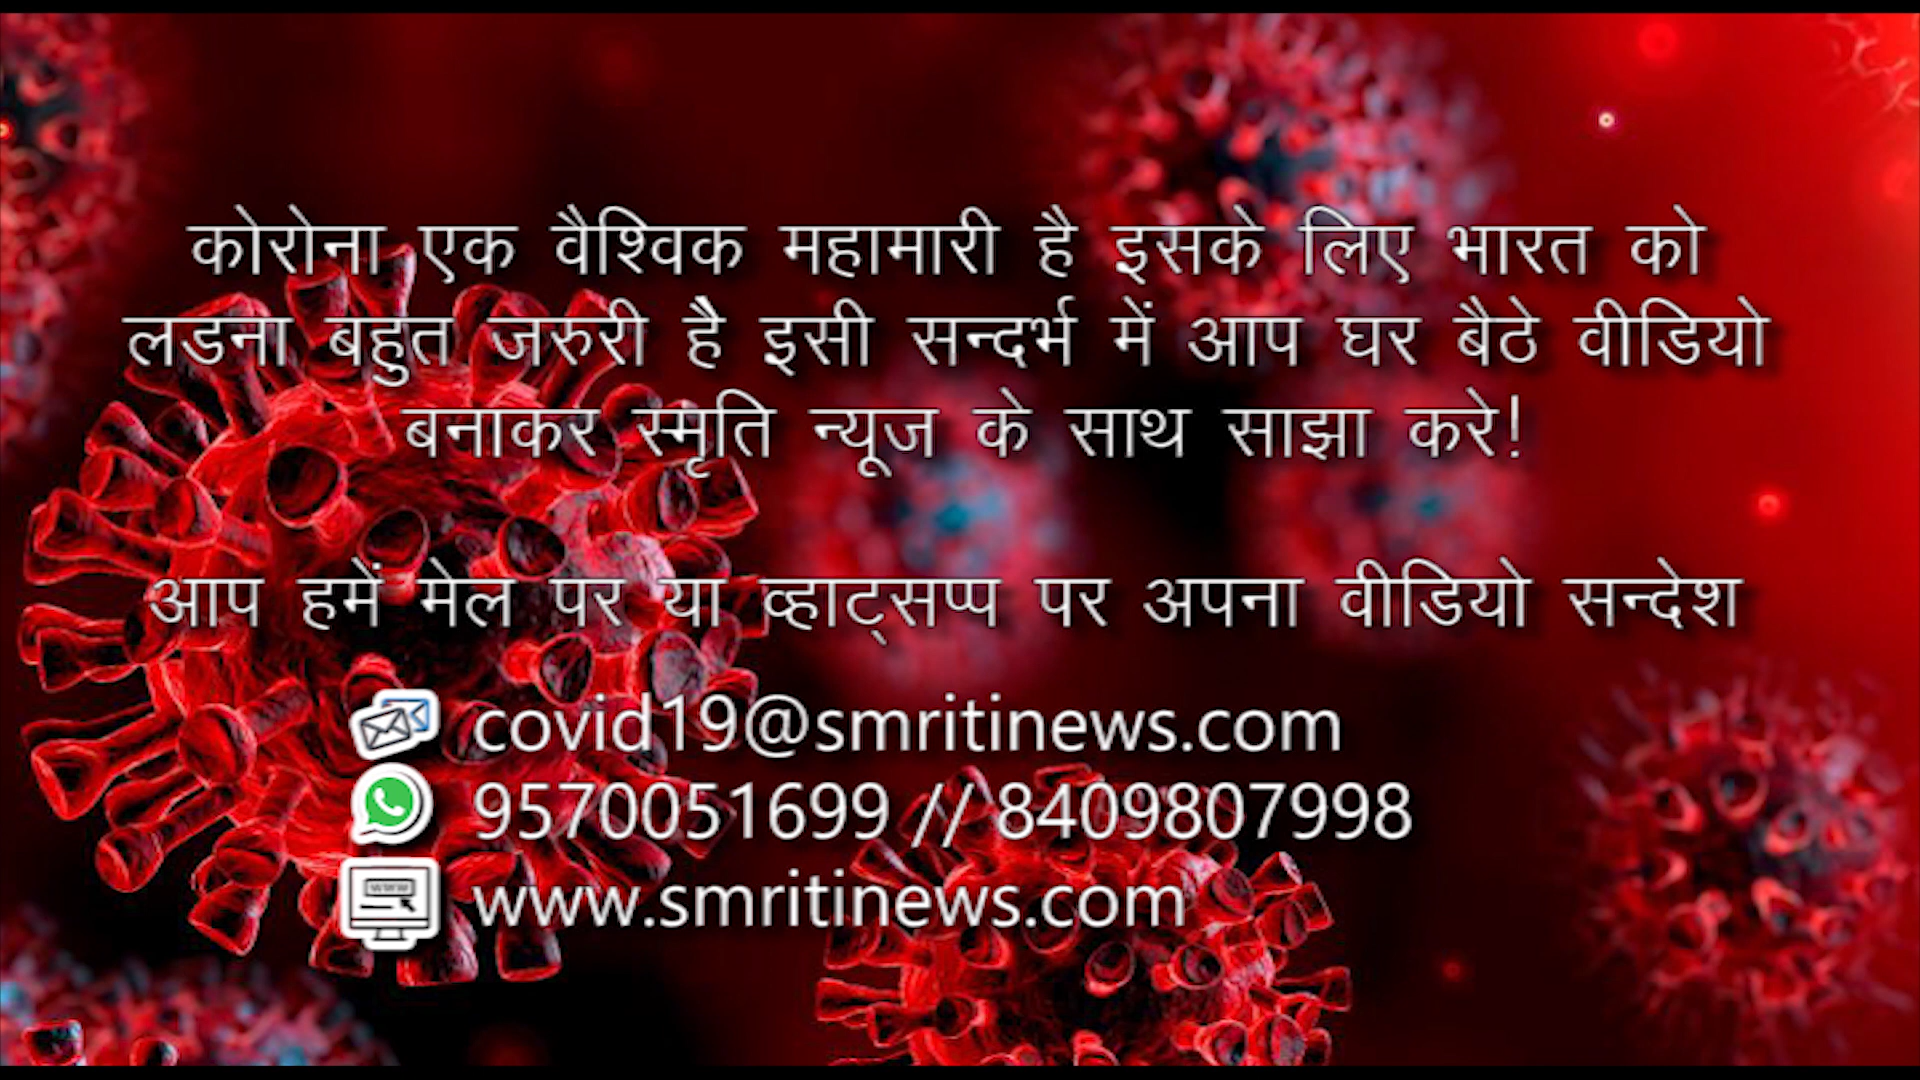 कोरोना एक वैश्विक महामारी है इसके लिए भारत को
लडना बहुत जरुरी है इसी सन्दर्भ में आप घर बैठे वीडियो
बनाकर स्मृति न्यूज के साथ साझा करे!
आप हमें मेल पर या व्हाट्सप्प पर अपना वीडियो सन्देश
covid19@smritinews.com
9570051699 // 8409807998
www
www.smritinews.com